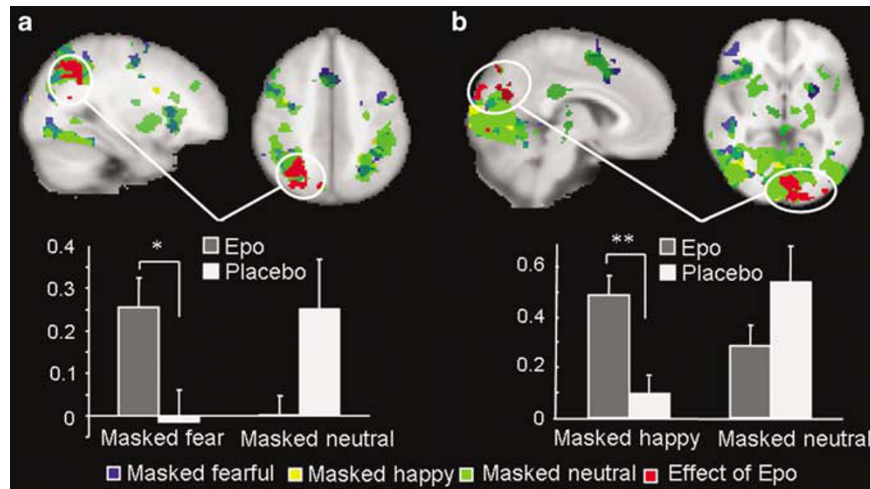 a
b
*
0.4
0.3
0.2
0.1
0
Epo
Placebo
Masked fear
Masked neutral
**
0.6
0.4
0.2
0
Epo
Placebo
Masked happy
Masked neutral
Masked fearful Masked happy Masked neutral Effect of Epo